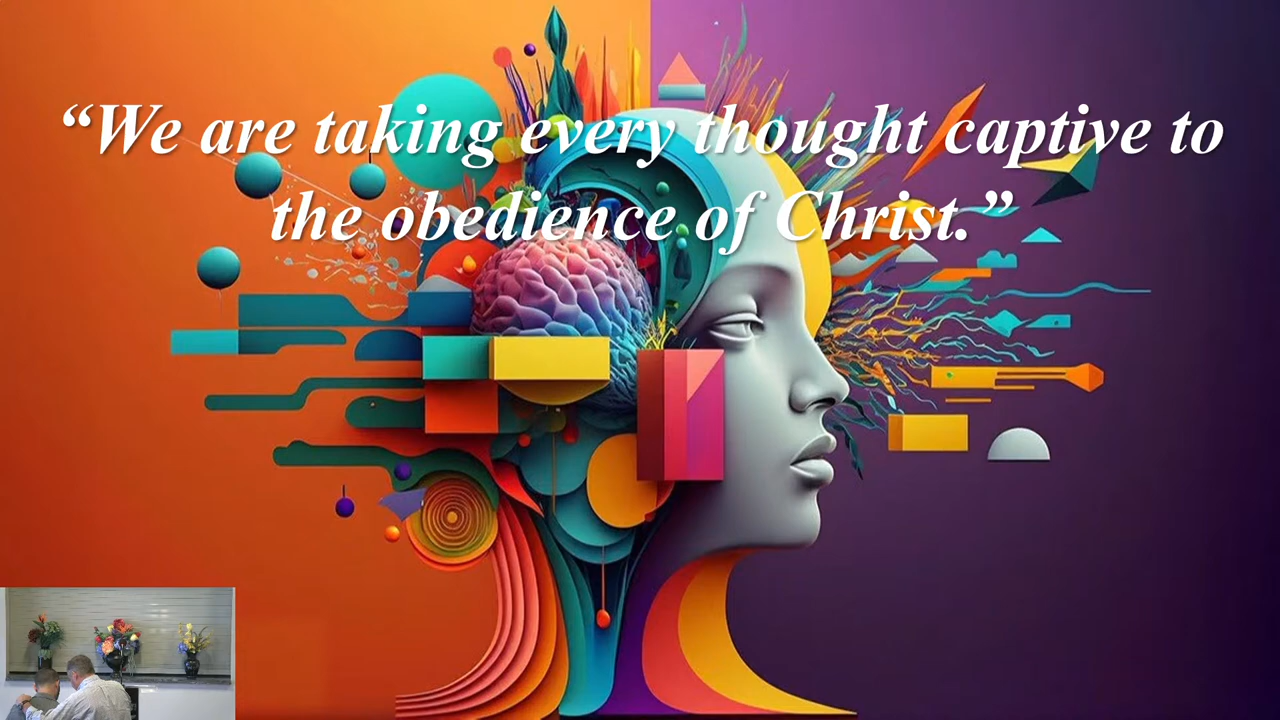 “We are taking every thought captive to
the obedience of Christ.”